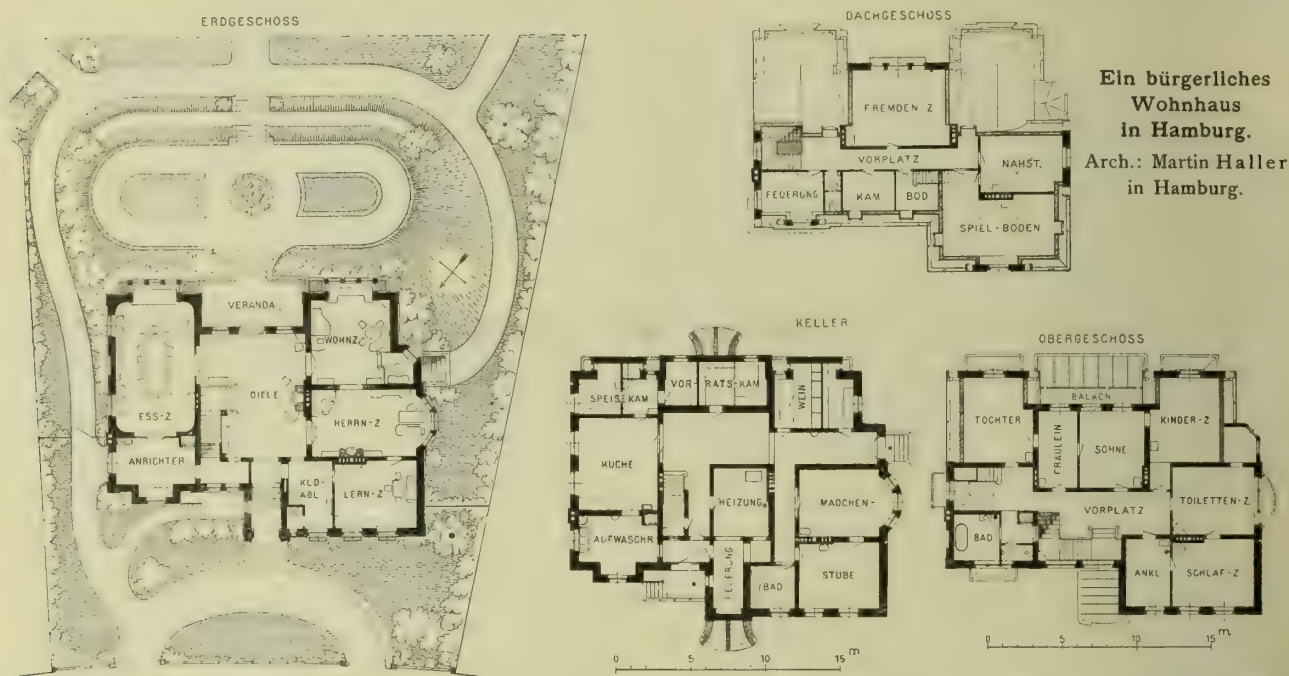 ERDGESCHOSS
VERANDA
WOHNZ.
ESS-Z
DIELE
HERRN-Z
ANRICHTER
KLD-
ABL
LERN-Z
DACHGESCHOSS
FREMDEN-Z
VORPLATZ
NÄHST.
FEUERUNG
KAM
BOD
SPIEL-BODEN
Ein bürgerliches
Wohnhaus
in Hamburg.
Arch.: Martin Haller
in Hamburg.
KELLER
SPEISEKAM
VOR-
RATS-KAM
WEIN
KÜCHE
HEIZUNG
MÄDCHEN-
AUFWASCHR
FEUERUNG
BAD
STUBE
0 5 10 15 m
OBERGESCHOSS
BALKEN
TOCHTER
FRÄULEIN
SÖHNE
KINDER-Z
TOILETTEN-Z
VORPLATZ
BAD
ANKL
SCHLAF-Z
0 5 10 15 m